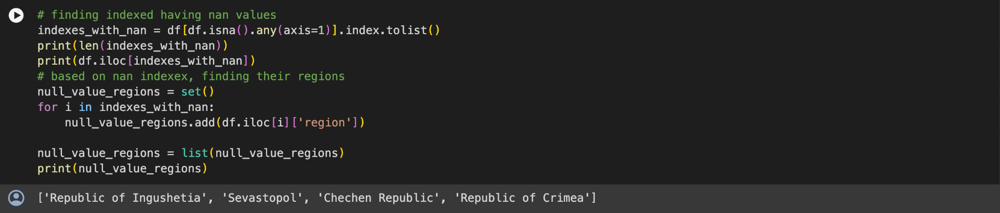 # finding indexed having nan values
indexes_with_nan = df[df.isna().any(axis=1)].index.tolist()
print(len(indexes_with_nan))
print(df.iloc[indexes_with_nan])
# based on nan indexex, finding their regions
null_value_regions = set()
for i in indexes_with_nan:
    null_value_regions.add(df.iloc[i]['region'])

null_value_regions = list(null_value_regions)
print(null_value_regions)
['Republic of Ingushetia', 'Sevastopol', 'Chechen Republic', 'Republic of Crimea']